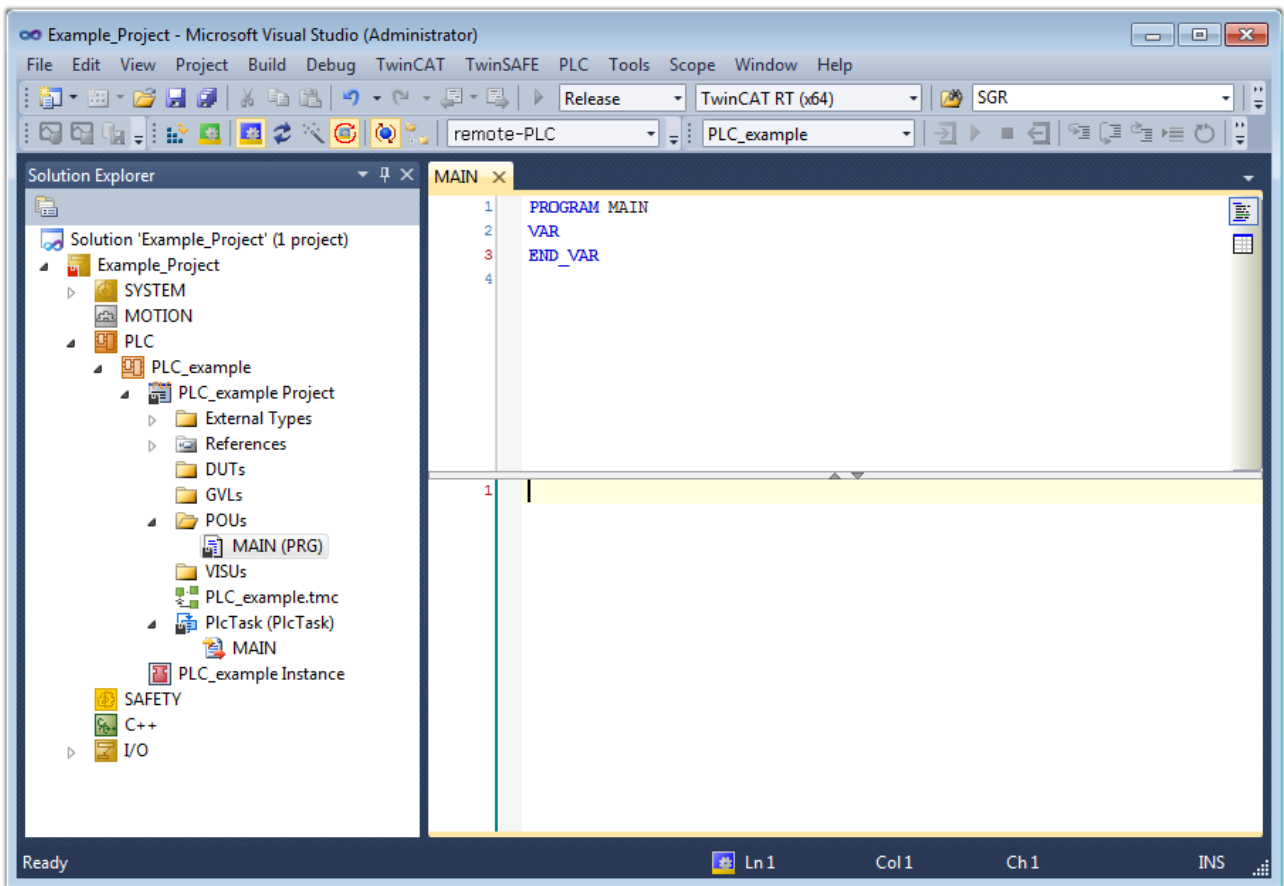 Example_Project - Microsoft Visual Studio (Administrator)
File Edit View Project Build Debug TwinCAT TwinSAFE PLC Tools Scope Window Help
Release TwinCAT RT (x64) SGR
remote-PLC PLC_example
Solution Explorer
Solution 'Example_Project' (1 project)
Example_Project
SYSTEM
MOTION
PLC
PLC_example
PLC_example Project
External Types
References
DUTs
GVLs
POUs
MAIN (PRG)
VISUs
PLC_example.tmc
PlcTask (PlcTask)
MAIN
PLC_example Instance
SAFETY
C++
I/O
MAIN
1 PROGRAM MAIN
2 VAR
3 END_VAR
4
1
Ready Ln 1 Col 1 Ch 1 INS